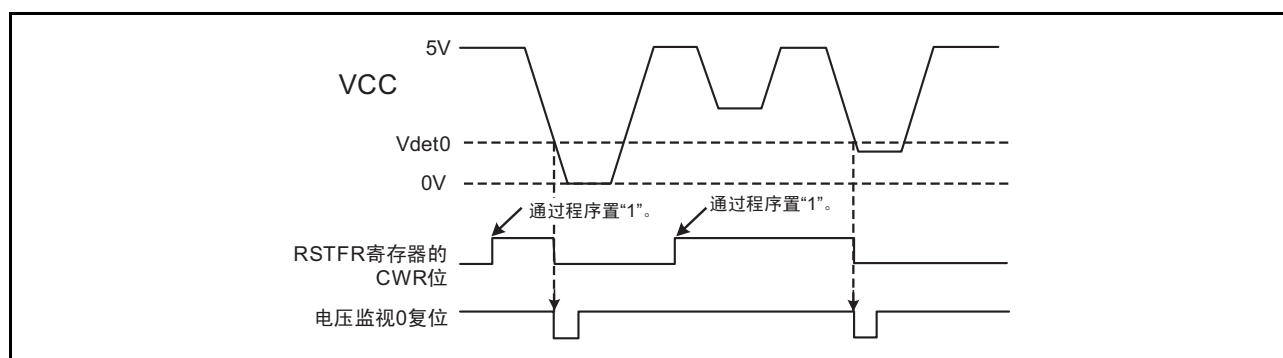 5V
VCC
Vdet0
0V
通过程序置“1”。
通过程序置“1”。
RSTFR寄存器的
CWR位
电压监视0复位